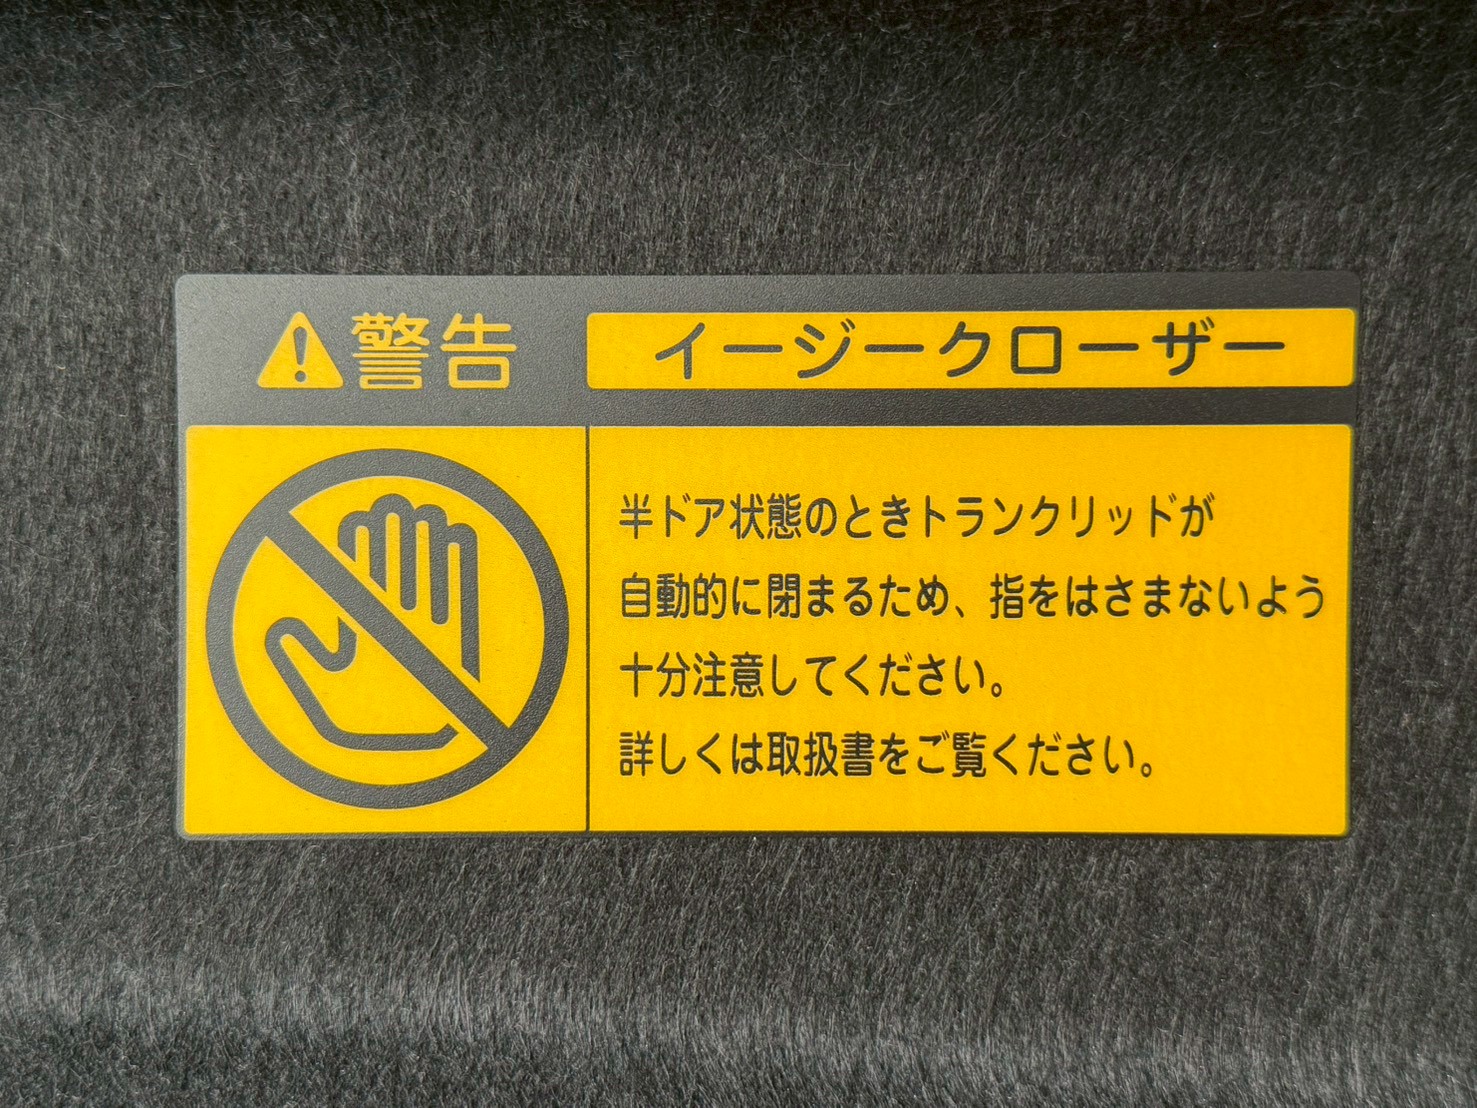 警告 イージークローザー
半ドア状態のときトランクリッドが
自動的に閉まるため、指をはさまないよう
十分注意してください。
詳しくは取扱書をご覧ください。